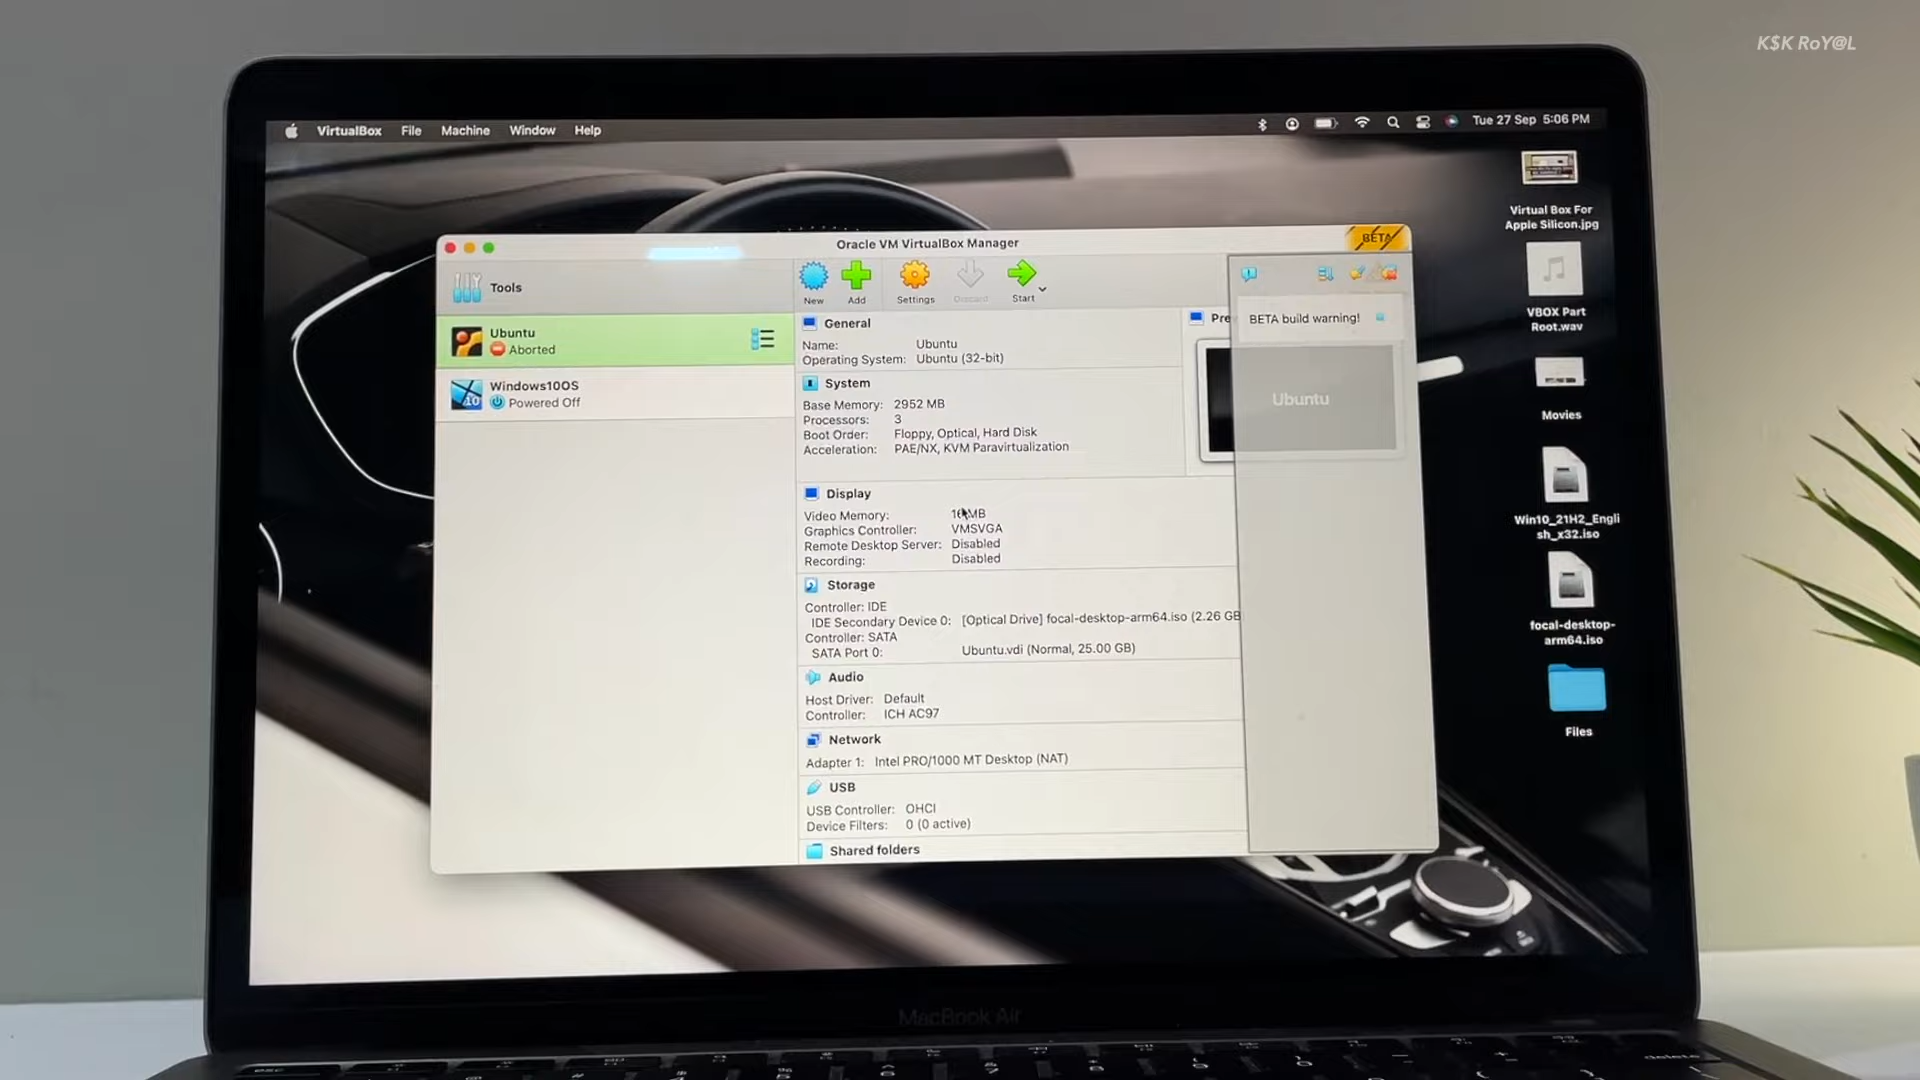 K$K RoY@L
VirtualBox File Machine Window Help
Tue 27 Sep 5:06 PM
Oracle VM VirtualBox Manager
BETA
Tools
New Add Settings Discard Start
Ubuntu
Aborted
Windows10OS
Powered Off
10
General
Name: Ubuntu
Operating System: Ubuntu (32-bit)
System
Base Memory: 2952 MB
Processors: 3
Boot Order: Floppy, Optical, Hard Disk
Acceleration: PAE/NX, KVM Paravirtualization
Pre
BETA build warning!
Ubuntu
Display
Video Memory: 16 MB
Graphics Controller: VMSVGA
Remote Desktop Server: Disabled
Recording: Disabled
Storage
Controller: IDE
IDE Secondary Device 0: [Optical Drive] focal-desktop-arm64.iso (2.26 GB
Controller: SATA
SATA Port 0: Ubuntu.vdi (Normal, 25.00 GB)
Audio
Host Driver: Default
Controller: ICH AC97
Network
Adapter 1: Intel PRO/1000 MT Desktop (NAT)
USB
USB Controller: OHCI
Device Filters: 0 (0 active)
Shared folders
Virtual Box For
Apple Silicon.jpg
VBOX Part
Root.wav
Movies
Win10_21H2_Engli
sh_x32.iso
focal-desktop-
arm64.iso
Files
MacBook Air
esc
delete